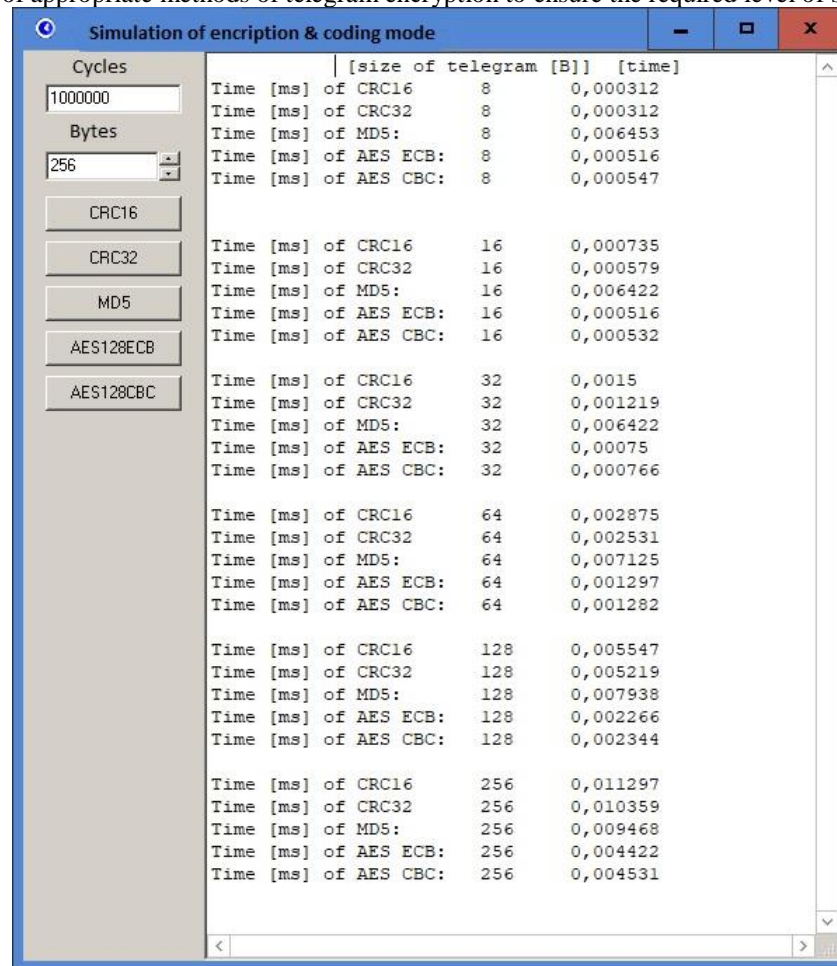 of appropriate methods of telegram encryption to ensure the required level of
Simulation of encription & coding mode
Cycles
1000000
Bytes
256
CRC16
CRC32
MD5
AES128ECB
AES128CBC
[size of telegram [B]] [time]
Time [ms] of CRC16 8 0,000312
Time [ms] of CRC32 8 0,000312
Time [ms] of MD5: 8 0,006453
Time [ms] of AES ECB: 8 0,000516
Time [ms] of AES CBC: 8 0,000547
Time [ms] of CRC16 16 0,000735
Time [ms] of CRC32 16 0,000579
Time [ms] of MD5: 16 0,006422
Time [ms] of AES ECB: 16 0,000516
Time [ms] of AES CBC: 16 0,000532
Time [ms] of CRC16 32 0,0015
Time [ms] of CRC32 32 0,001219
Time [ms] of MD5: 32 0,006422
Time [ms] of AES ECB: 32 0,00075
Time [ms] of AES CBC: 32 0,000766
Time [ms] of CRC16 64 0,002875
Time [ms] of CRC32 64 0,002531
Time [ms] of MD5: 64 0,007125
Time [ms] of AES ECB: 64 0,001297
Time [ms] of AES CBC: 64 0,001282
Time [ms] of CRC16 128 0,005547
Time [ms] of CRC32 128 0,005219
Time [ms] of MD5: 128 0,007938
Time [ms] of AES ECB: 128 0,002266
Time [ms] of AES CBC: 128 0,002344
Time [ms] of CRC16 256 0,011297
Time [ms] of CRC32 256 0,010359
Time [ms] of MD5: 256 0,009468
Time [ms] of AES ECB: 256 0,004422
Time [ms] of AES CBC: 256 0,004531